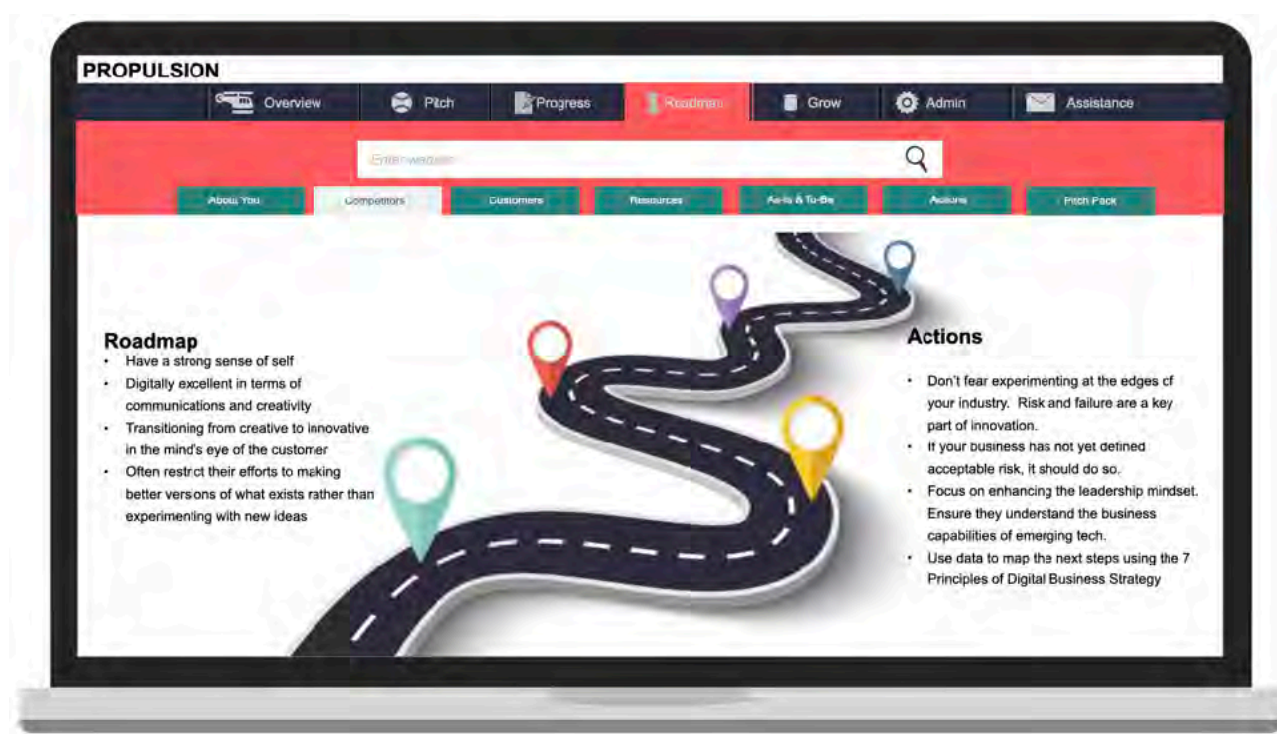 PROPULSION
Overview
Pitch
Progress
Roadmap
Grow
Admin
Assistance
Enter website
About You
Competitors
Customers
Resources
As-Is & To-Be
Actions
Pitch Pack
Roadmap
• Have a strong sense of self
• Digitally excellent in terms of
communications and creativity
• Transitioning from creative to innovative
in the mind's eye of the customer
• Often restrict their efforts to making
better versions of what exists rather than
experimenting with new ideas
Actions
• Don't fear experimenting at the edges of
your industry. Risk and failure are a key
part of innovation.
• If your business has not yet defined
acceptable risk, it should do so.
• Focus on enhancing the leadership mindset.
Ensure they understand the business
capabilities of emerging tech.
• Use data to map the next steps using the 7
Principles of Digital Business Strategy